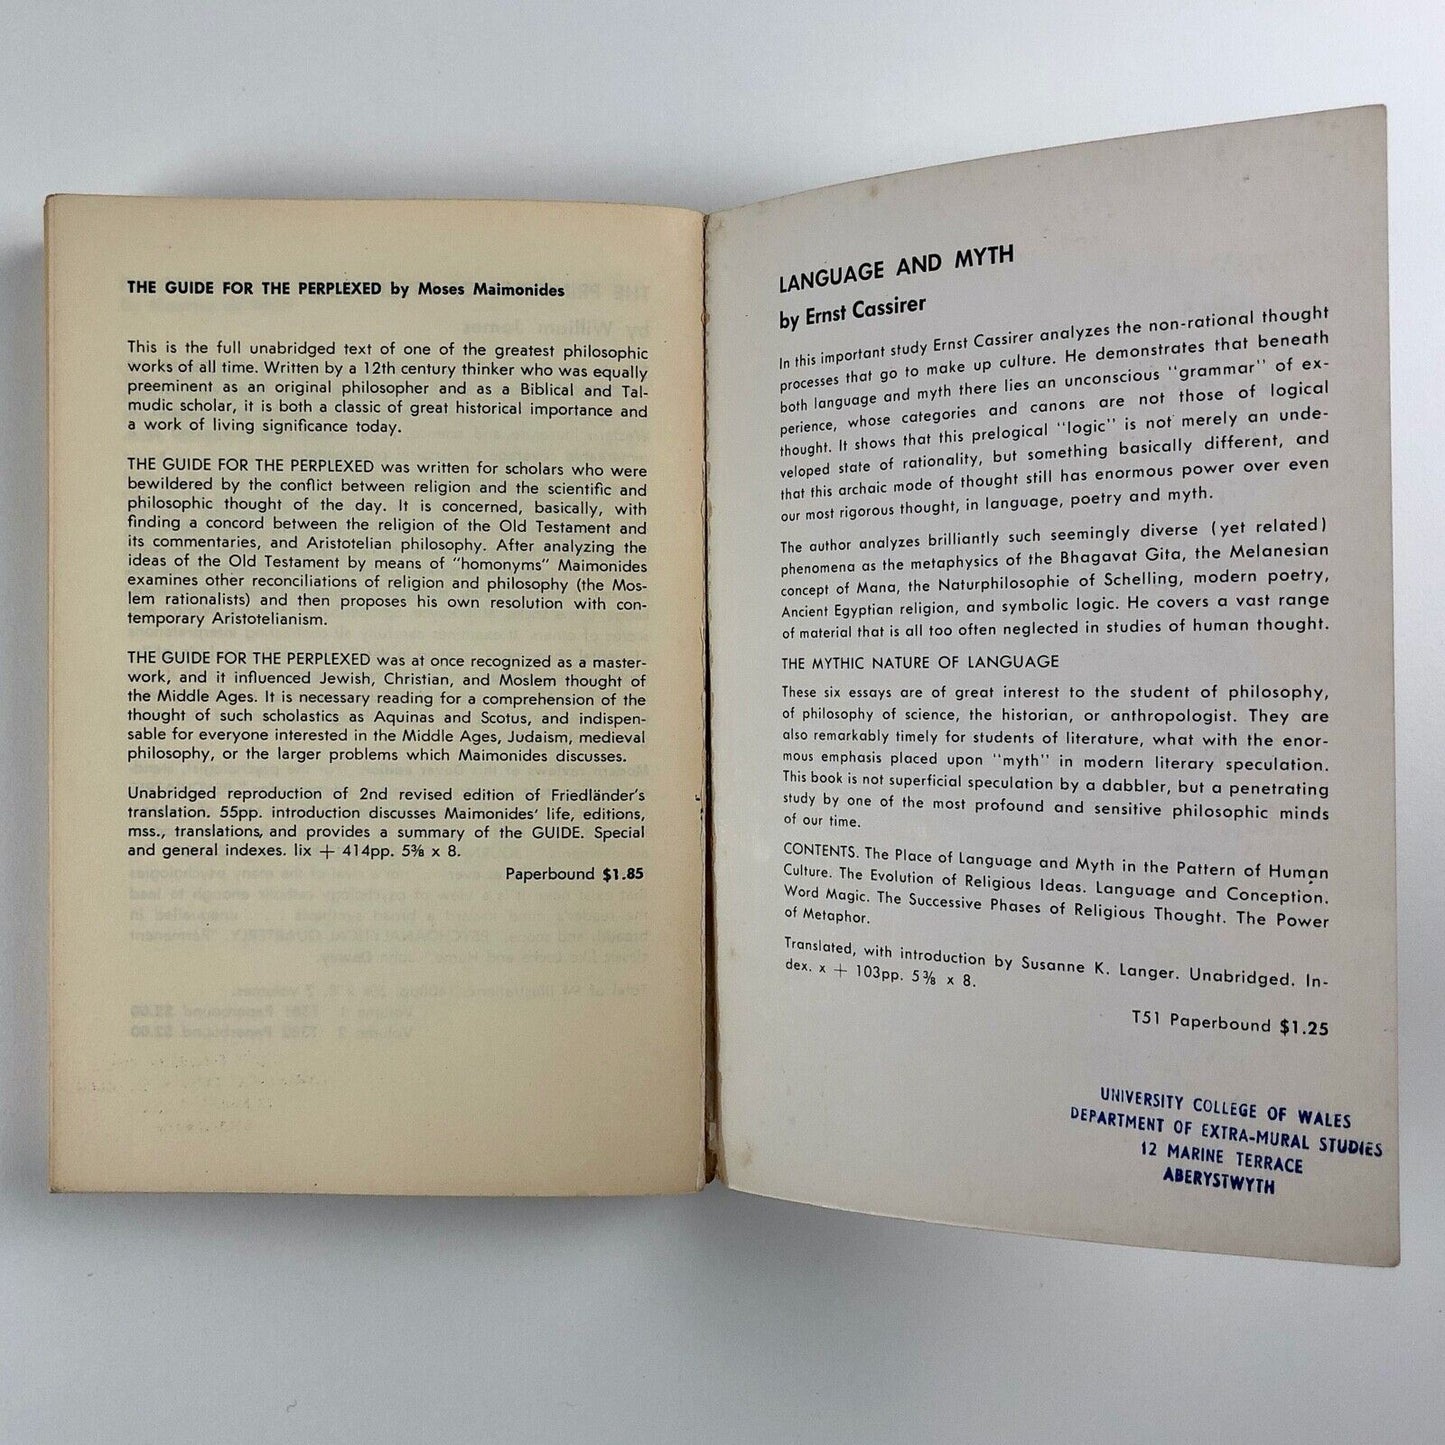 THE GUIDE FOR THE PERPLEXED by Moses Maimonides
This is the full unabridged text of one of the greatest philosophic
works of all time. Written by a 12th century thinker who was equally
preeminent as an original philosopher and as a Biblical and Tal-
mudic scholar, it is both a classic of great historical importance and
a work of living significance today.
THE GUIDE FOR THE PERPLEXED was written for scholars who were
bewildered by the conflict between religion and the scientific and
philosophic thought of the day. It is concerned, basically, with
finding a concord between the religion of the Old Testament and
its commentaries, and Aristotelian philosophy. After analyzing the
ideas of the Old Testament by means of "homonyms" Maimonides
examines other reconciliations of religion and philosophy (the Mos-
lem rationalists) and then proposes his own resolution with con-
temporary Aristotelianism.
THE GUIDE FOR THE PERPLEXED was at once recognized as a master-
work, and it influenced Jewish, Christian, and Moslem thought of
the Middle Ages. It is necessary reading for a comprehension of the
thought of such scholastics as Aquinas and Scotus, and indispen-
sable for everyone interested in the Middle Ages, Judaism, medieval
philosophy, or the larger problems which Maimonides discusses.
Unabridged reproduction of 2nd revised edition of Friedländer's
translation. 55pp. introduction discusses Maimonides' life, editions,
mss., translations, and provides a summary of the GUIDE. Special
and general indexes. lix + 414pp. 5⅜ x 8.
Paperbound $1.85
LANGUAGE AND MYTH
by Ernst Cassirer
In this important study Ernst Cassirer analyzes the non-rational thought
processes that go to make up culture. He demonstrates that beneath
both language and myth there lies an unconscious "grammar" of ex-
perience, whose categories and canons are not those of logical
thought. It shows that this prelogical "logic" is not merely an unde-
veloped state of rationality, but something basically different, and
that this archaic mode of thought still has enormous power over even
our most rigorous thought, in language, poetry and myth.
The author analyzes brilliantly such seemingly diverse (yet related)
phenomena as the metaphysics of the Bhagavat Gita, the Melanesian
concept of Mana, the Naturphilosophie of Schelling, modern poetry,
Ancient Egyptian religion, and symbolic logic. He covers a vast range
of material that is all too often neglected in studies of human thought.
THE MYTHIC NATURE OF LANGUAGE
These six essays are of great interest to the student of philosophy,
of philosophy of science, the historian, or anthropologist. They are
also remarkably timely for students of literature, what with the enor-
mous emphasis placed upon "myth" in modern literary speculation.
This book is not superficial speculation by a dabbler, but a penetrating
study by one of the most profound and sensitive philosophic minds
of our time.
CONTENTS. The Place of Language and Myth in the Pattern of Human
Culture. The Evolution of Religious Ideas. Language and Conception.
Word Magic. The Successive Phases of Religious Thought. The Power
of Metaphor.
Translated, with introduction by Susanne K. Langer. Unabridged. In-
dex. x + 103pp. 5⅜ x 8.
T51 Paperbound $1.25
UNIVERSITY COLLEGE OF WALES
DEPARTMENT OF EXTRA-MURAL STUDIES
12 MARINE TERRACE
ABERYSTWYTH